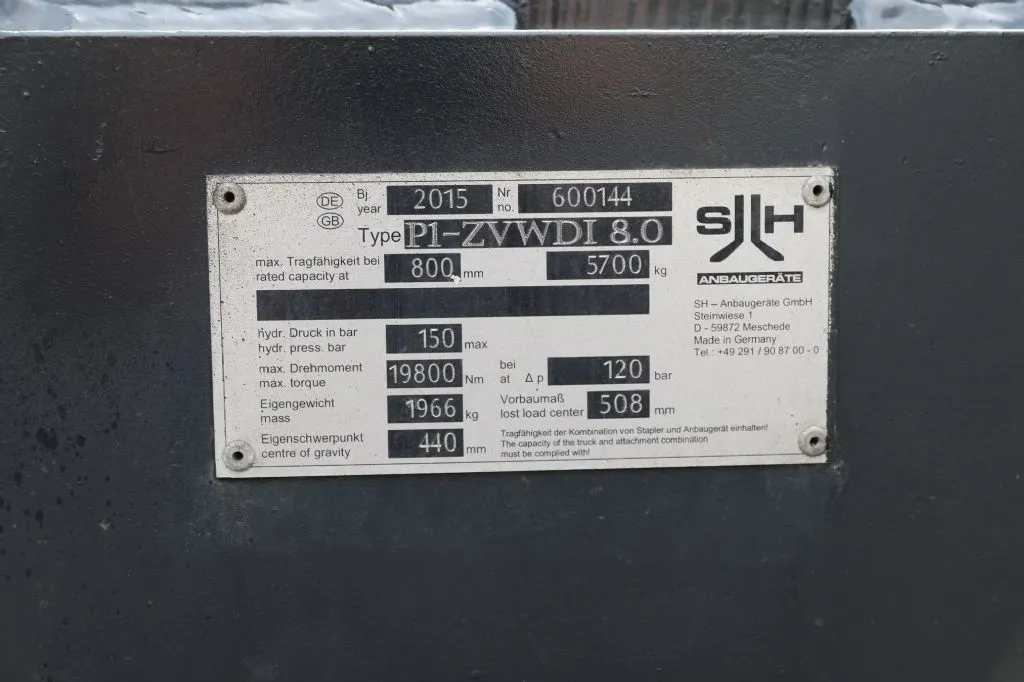 DE Bj. 2015 Nr. 600144
GB year no.
Type P1-ZVWDI 8.0
max. Tragfähigkeit bei
rated capacity at 800 mm 5700 kg
hydr. Druck in bar
hydr. press. bar 150 max
max. Drehmoment
max. torque 19800 Nm bei
at Δ p 120 bar
Eigengewicht
mass 1966 kg Vorbaumaß
lost load center 508 mm
Eigenschwerpunkt
centre of gravity 440 mm
Tragfähigkeit der Kombination von Stapler und Anbaugerät einhalten!
The capacity of the truck and attachment combination
must be complied with!
SH
ANBAUGERÄTE
SH – Anbaugeräte GmbH
Steinwiese 1
D - 59872 Meschede
Made in Germany
Tel.: +49 291 / 90 87 00 - 0